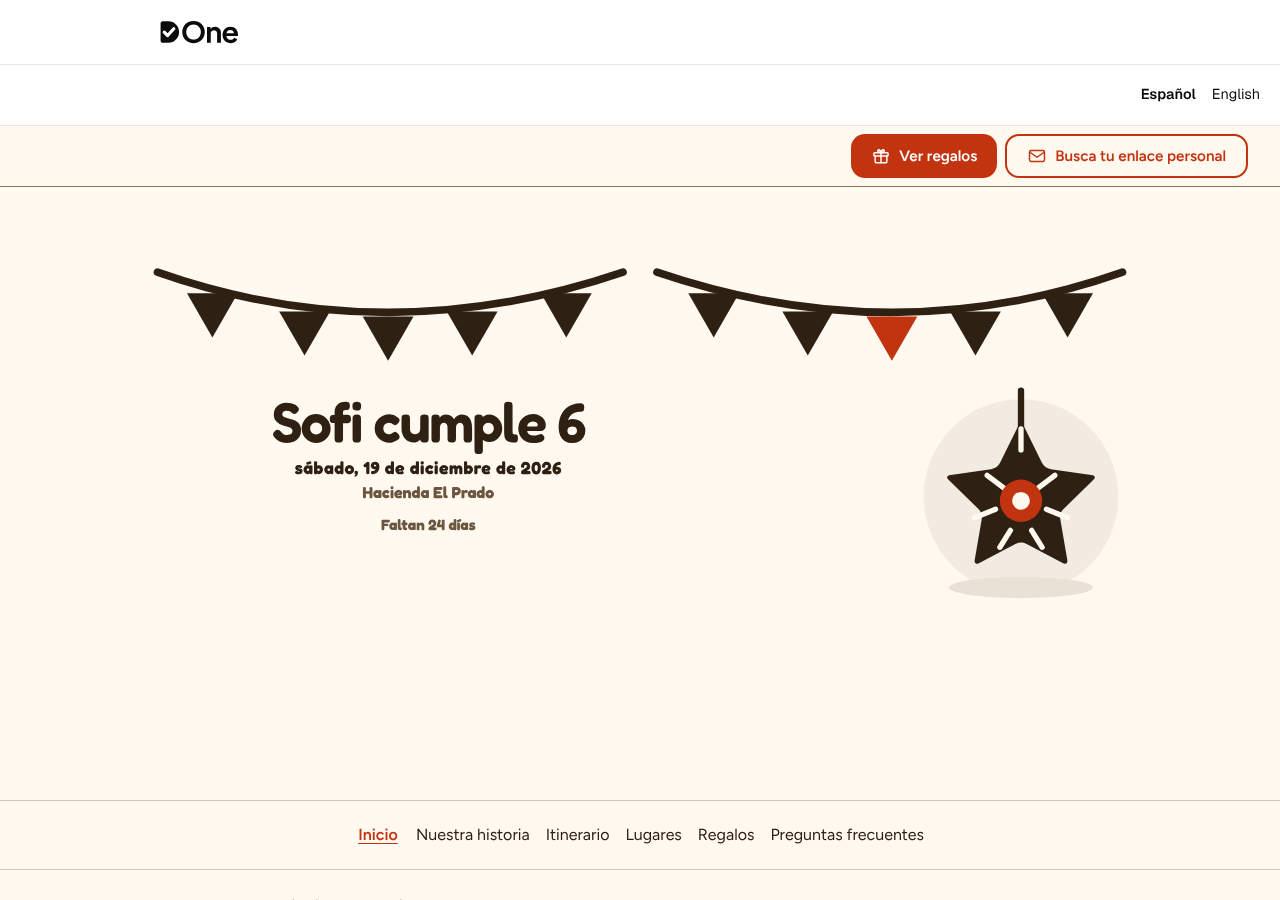 One
Español English
Ver regalos Busca tu enlace personal
Sofi cumple 6
sábado, 19 de diciembre de 2026
Hacienda El Prado
Faltan 24 días
Inicio Nuestra historia Itinerario Lugares Regalos Preguntas frecuentes